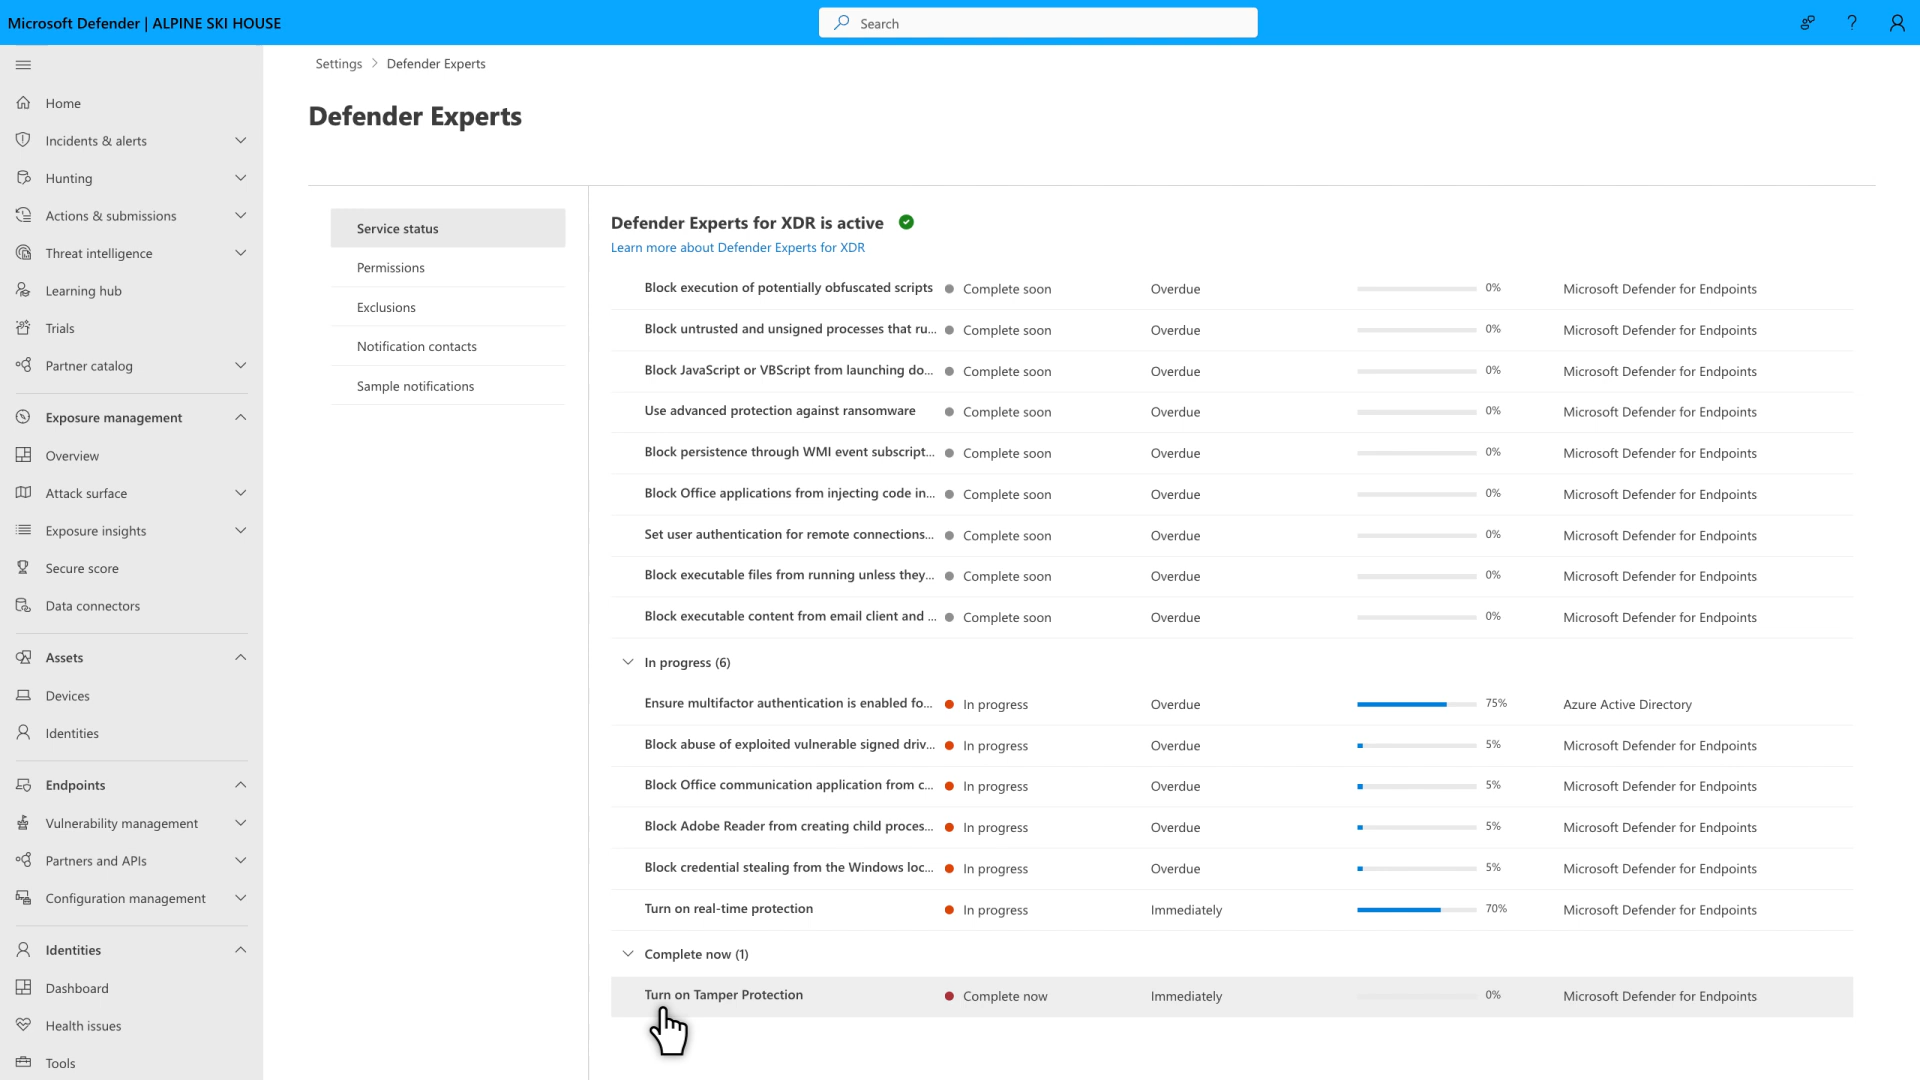 Microsoft Defender | ALPINE SKI HOUSE
Search
Home
Incidents & alerts
Hunting
Actions & submissions
Threat intelligence
Learning hub
Trials
Partner catalog
Exposure management
Overview
Attack surface
Exposure insights
Secure score
Data connectors
Assets
Devices
Identities
Endpoints
Vulnerability management
Partners and APIs
Configuration management
Identities
Dashboard
Health issues
Tools
Settings > Defender Experts
Defender Experts
Service status
Permissions
Exclusions
Notification contacts
Sample notifications
Defender Experts for XDR is active
Learn more about Defender Experts for XDR
Block execution of potentially obfuscated scripts Complete soon Overdue 0% Microsoft Defender for Endpoints
Block untrusted and unsigned processes that ru... Complete soon Overdue 0% Microsoft Defender for Endpoints
Block JavaScript or VBScript from launching do... Complete soon Overdue 0% Microsoft Defender for Endpoints
Use advanced protection against ransomware Complete soon Overdue 0% Microsoft Defender for Endpoints
Block persistence through WMI event subscript... Complete soon Overdue 0% Microsoft Defender for Endpoints
Block Office applications from injecting code in... Complete soon Overdue 0% Microsoft Defender for Endpoints
Set user authentication for remote connections... Complete soon Overdue 0% Microsoft Defender for Endpoints
Block executable files from running unless they... Complete soon Overdue 0% Microsoft Defender for Endpoints
Block executable content from email client and ... Complete soon Overdue 0% Microsoft Defender for Endpoints
In progress (6)
Ensure multifactor authentication is enabled fo... In progress Overdue 75% Azure Active Directory
Block abuse of exploited vulnerable signed driv... In progress Overdue 5% Microsoft Defender for Endpoints
Block Office communication application from c... In progress Overdue 5% Microsoft Defender for Endpoints
Block Adobe Reader from creating child proces... In progress Overdue 5% Microsoft Defender for Endpoints
Block credential stealing from the Windows loc... In progress Overdue 5% Microsoft Defender for Endpoints
Turn on real-time protection In progress Immediately 70% Microsoft Defender for Endpoints
Complete now (1)
Turn on Tamper Protection Complete now Immediately 0% Microsoft Defender for Endpoints